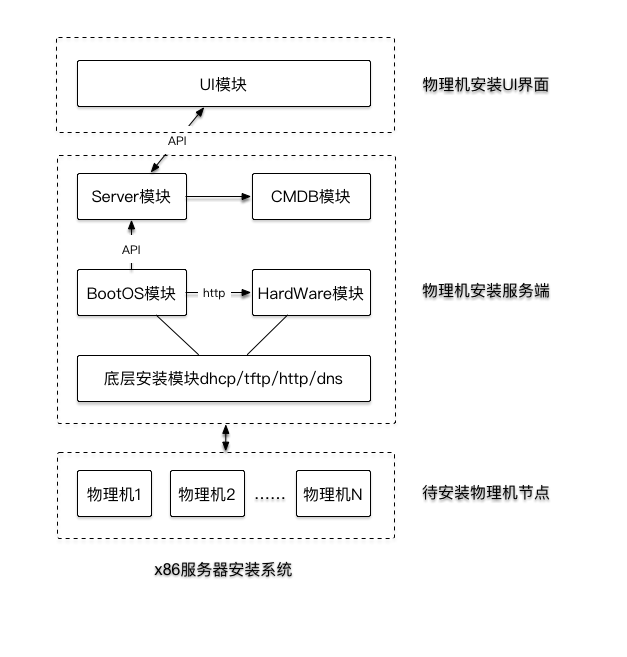 UI模块
物理机安装UI界面
API
Server模块
CMDB模块
API
BootOS模块
http
HardWare模块
物理机安装服务端
底层安装模块dhcp/tftp/http/dns
物理机1
物理机2
......
物理机N
待安装物理机节点
x86服务器安装系统